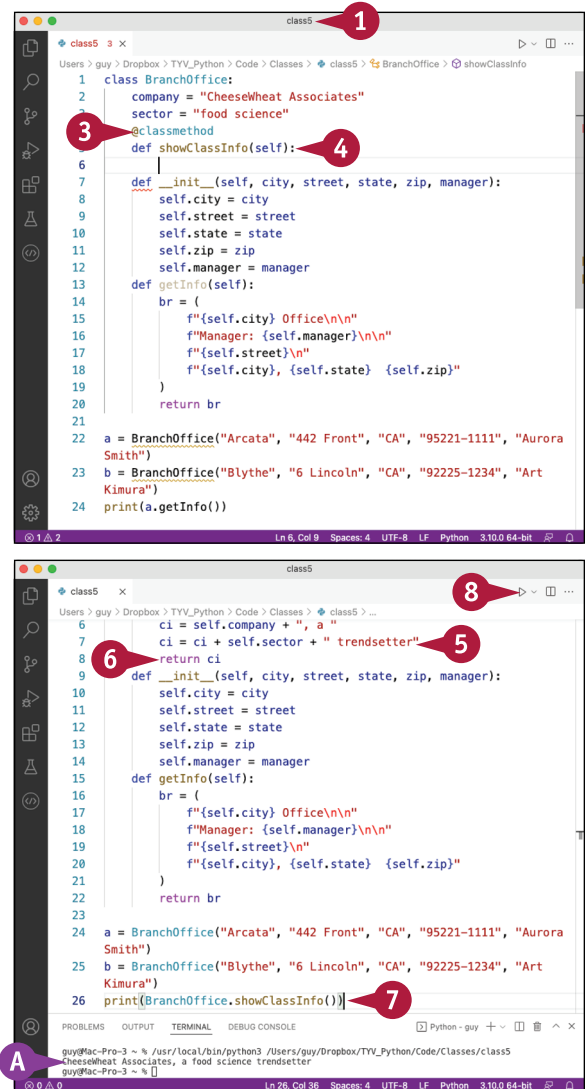 class5
1
class5 3 ×
Users > guy > Dropbox > TYV_Python > Code > Classes > class5 > BranchOffice > showClassInfo
1 class BranchOffice:
2 company = "CheeseWheat Associates"
sector = "food science"
3 @classmethod
def showClassInfo(self): 4
6
7 def __init__(self, city, street, state, zip, manager):
8 self.city = city
9 self.street = street
10 self.state = state
11 self.zip = zip
12 self.manager = manager
13 def getInfo(self):
14 br = (
15 f"{self.city} Office\n\n"
16 f"Manager: {self.manager}\n\n"
17 f"{self.street}\n"
18 f"{self.city}, {self.state}  {self.zip}"
19 )
20 return br
21
22 a = BranchOffice("Arcata", "442 Front", "CA", "95221-1111", "Aurora
Smith")
23 b = BranchOffice("Blythe", "6 Lincoln", "CA", "92225-1234", "Art
Kimura")
24 print(a.getInfo())
1 2 Ln 6, Col 9 Spaces: 4 UTF-8 LF Python 3.10.0 64-bit
class5
class5 ×
8
Users > guy > Dropbox > TYV_Python > Code > Classes > class5 > ...
6 ci = self.company + ", a "
7 ci = ci + self.sector + " trendsetter" 5
8 6 return ci
9 def __init__(self, city, street, state, zip, manager):
10 self.city = city
11 self.street = street
12 self.state = state
13 self.zip = zip
14 self.manager = manager
15 def getInfo(self):
16 br = (
17 f"{self.city} Office\n\n"
18 f"Manager: {self.manager}\n\n"
19 f"{self.street}\n"
20 f"{self.city}, {self.state}  {self.zip}"
21 )
22 return br
23
24 a = BranchOffice("Arcata", "442 Front", "CA", "95221-1111", "Aurora
Smith")
25 b = BranchOffice("Blythe", "6 Lincoln", "CA", "92225-1234", "Art
Kimura")
26 print(BranchOffice.showClassInfo()) 7
PROBLEMS OUTPUT TERMINAL DEBUG CONSOLE Python - guy
guy@Mac-Pro-3 ~ % /usr/local/bin/python3 /Users/guy/Dropbox/TYV_Python/Code/Classes/class5
A CheeseWheat Associates, a food science trendsetter
guy@Mac-Pro-3 ~ %
0 0 Ln 26, Col 36 Spaces: 4 UTF-8 LF Python 3.10.0 64-bit